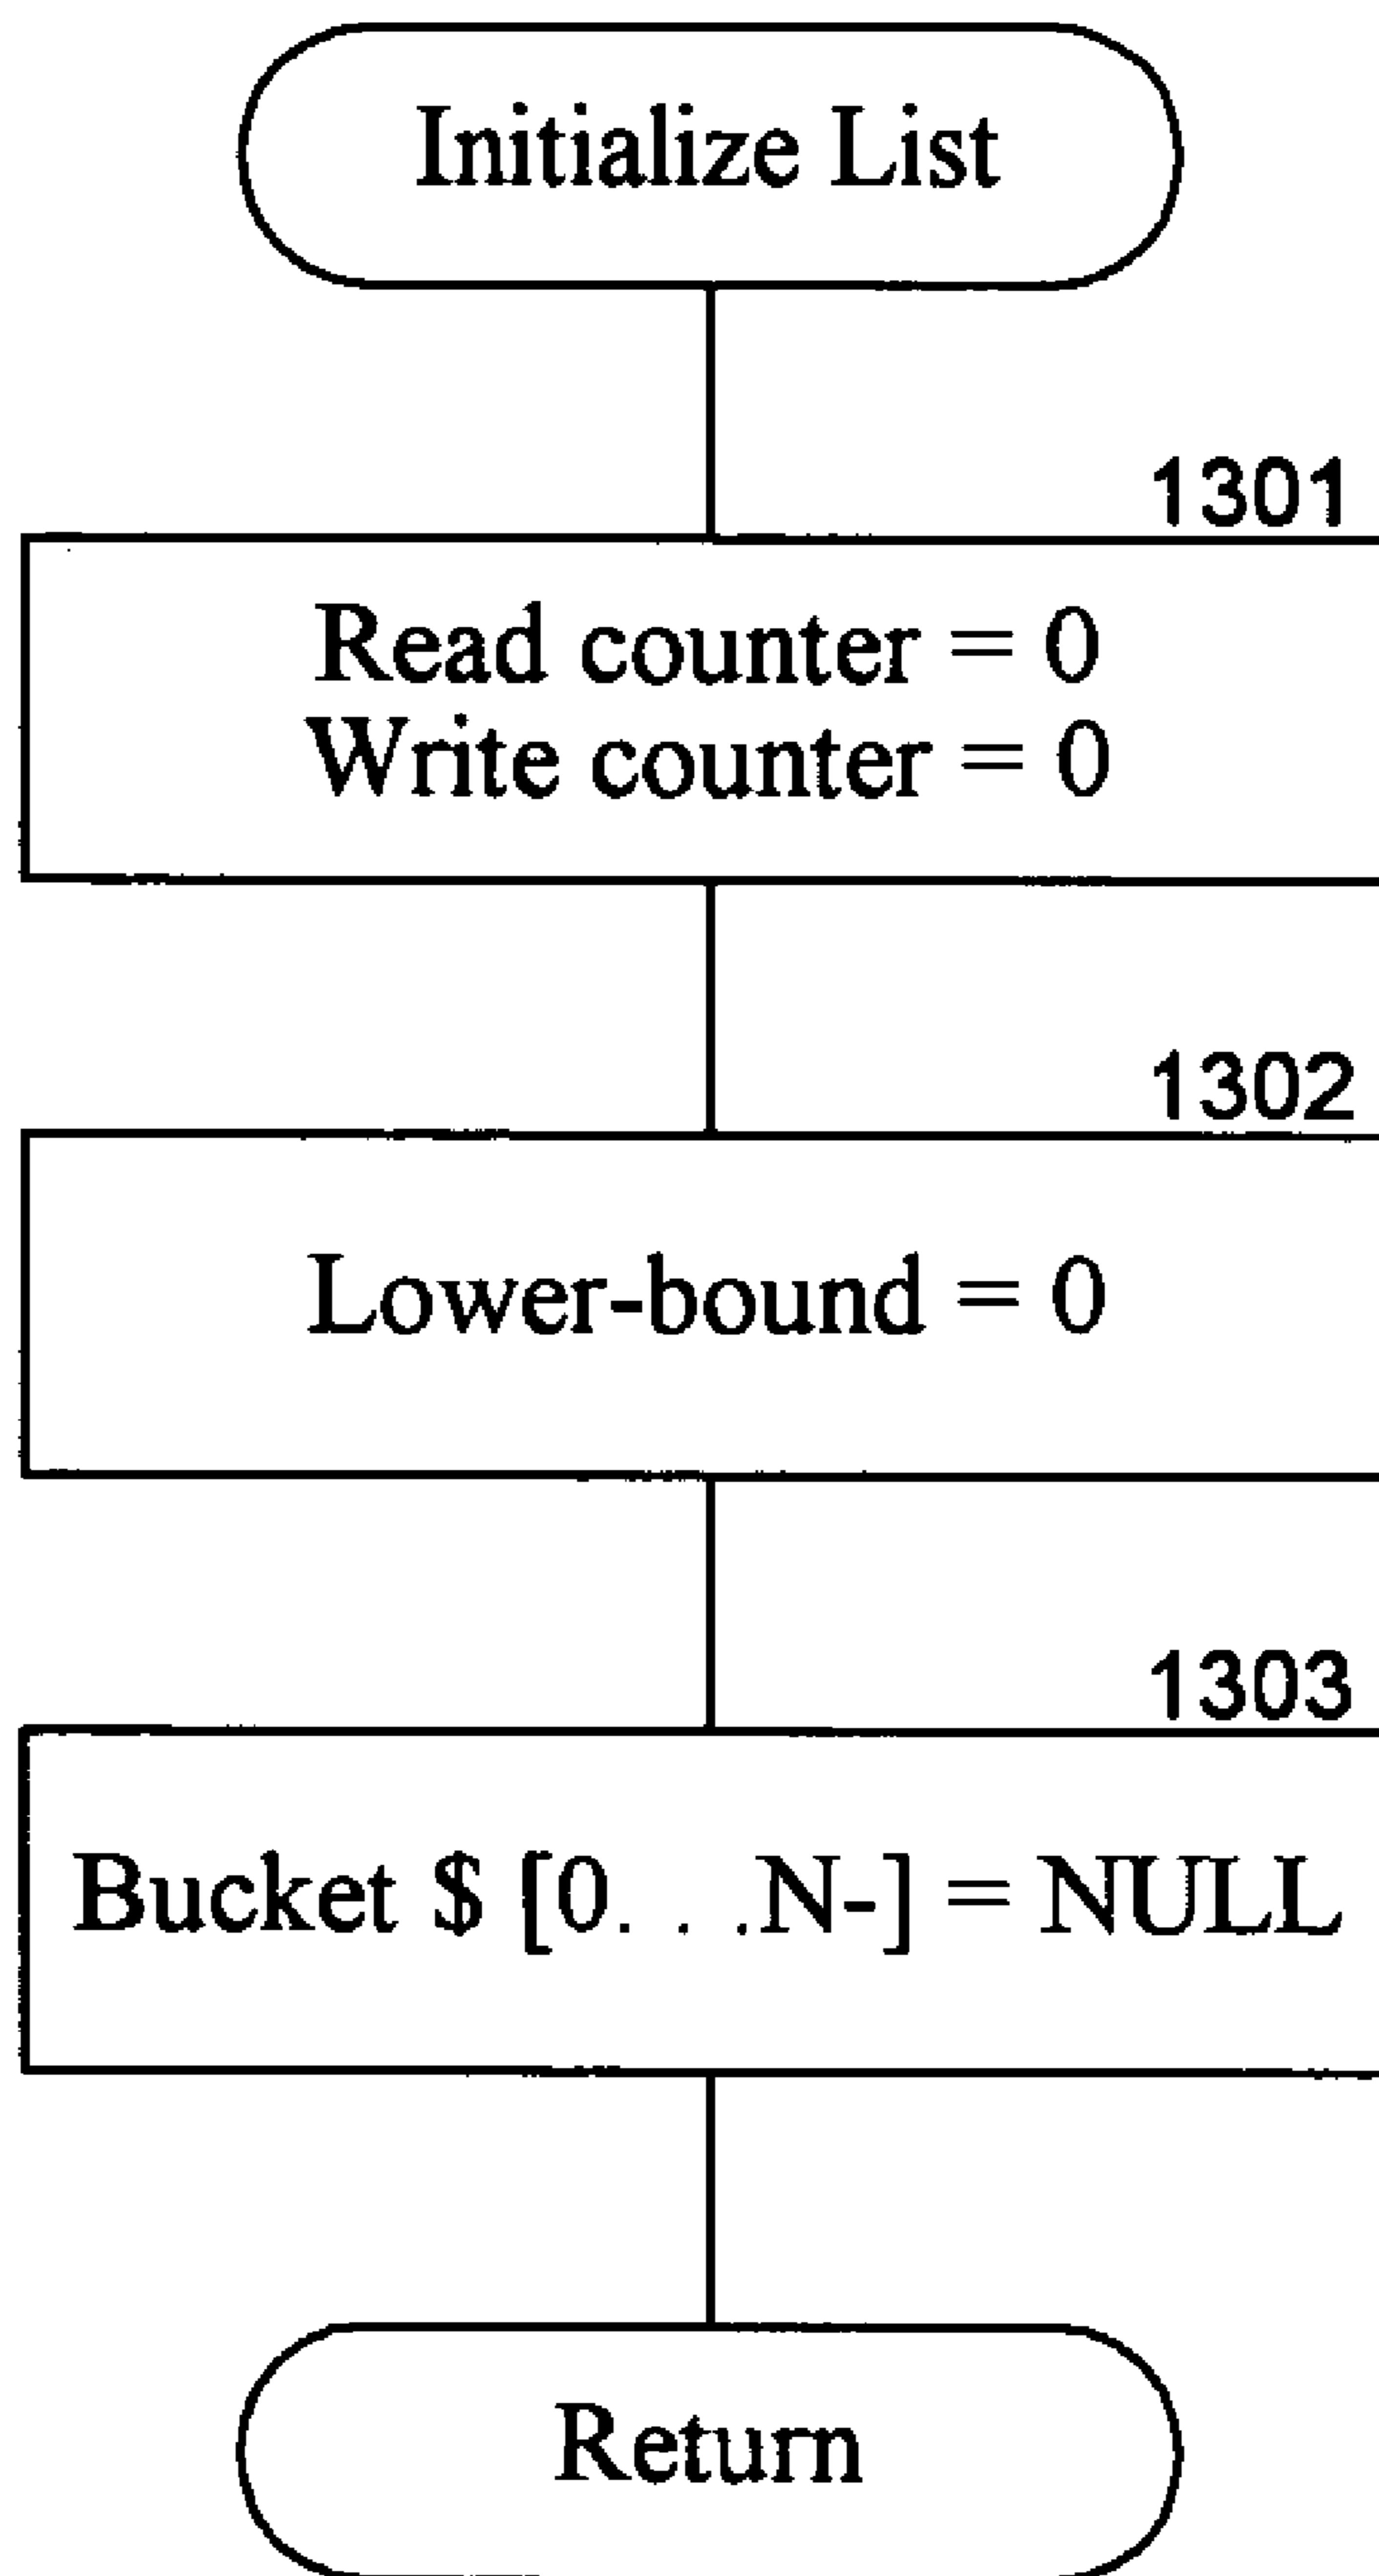 Initialize List
1301
Read counter = 0
Write counter = 0
1302
Lower-bound = 0
1303
Bucket $ [0. . .N-] = NULL
Return